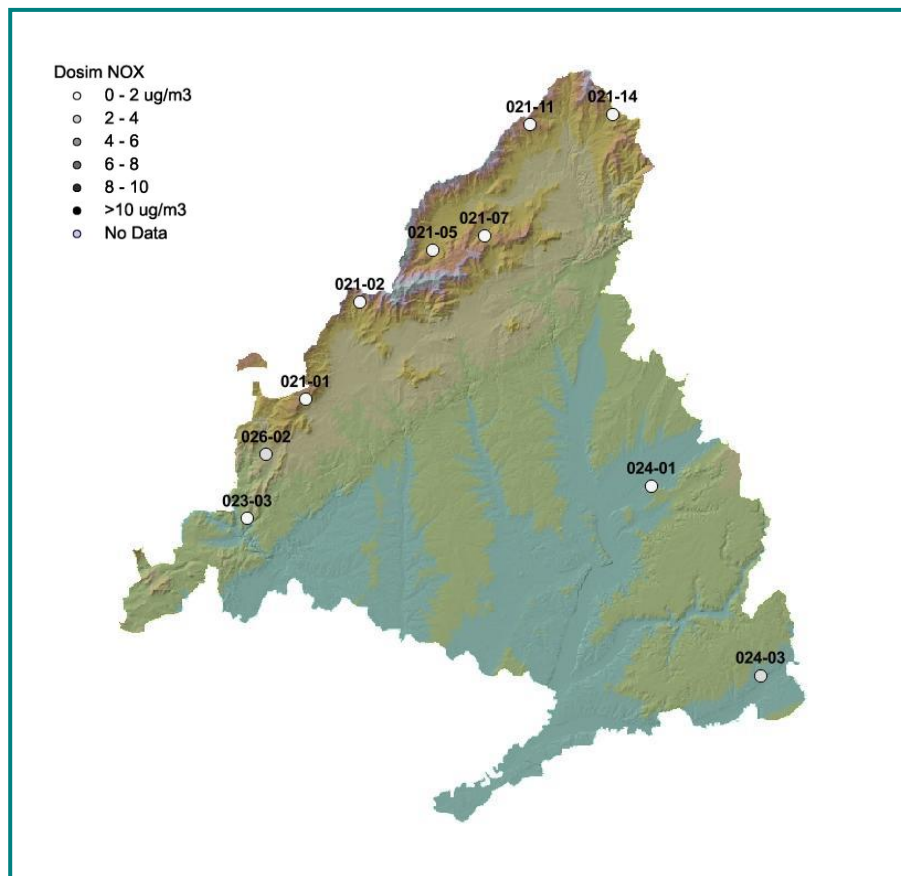 Dosim NOX
0 - 2 ug/m3
2 - 4
4 - 6
6 - 8
8 - 10
>10 ug/m3
No Data
021-14
021-11
021-07
021-05
021-02
021-01
026-02
024-01
023-03
024-03